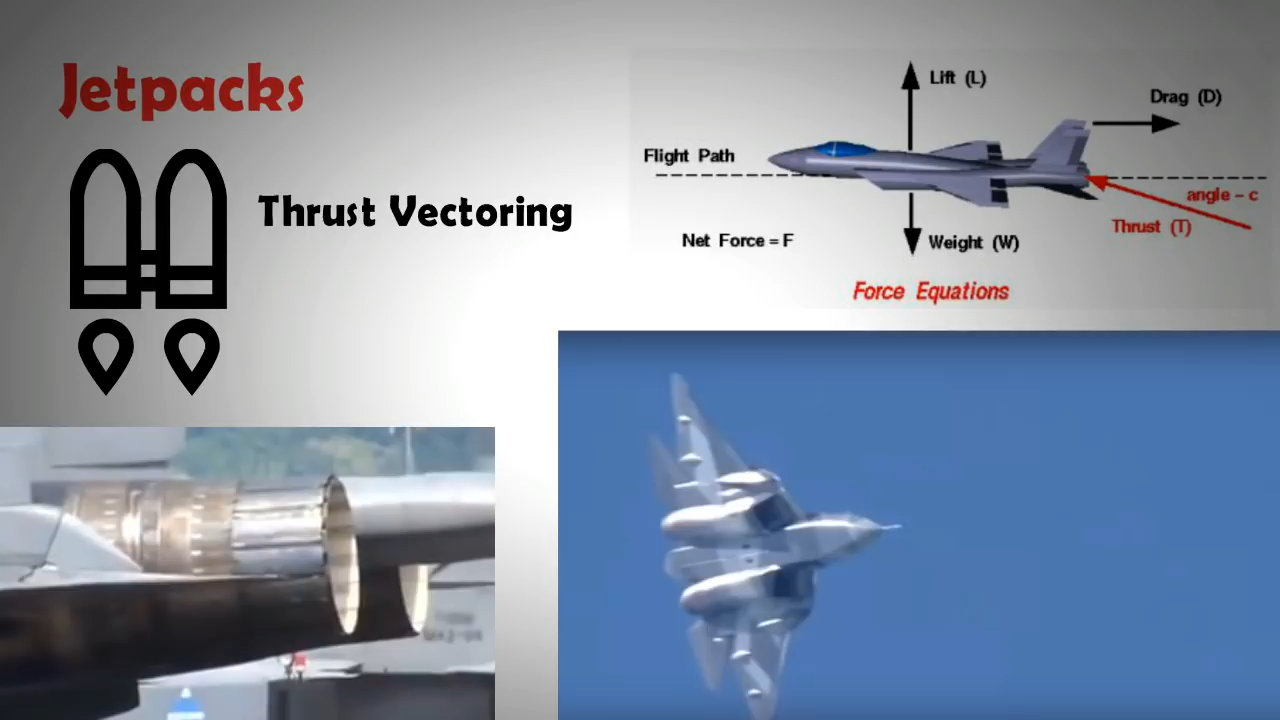 Jetpacks
Thrust Vectoring
Lift (L)
Drag (D)
Flight Path
angle - c
Thrust (T)
Net Force = F
Weight (W)
Force Equations